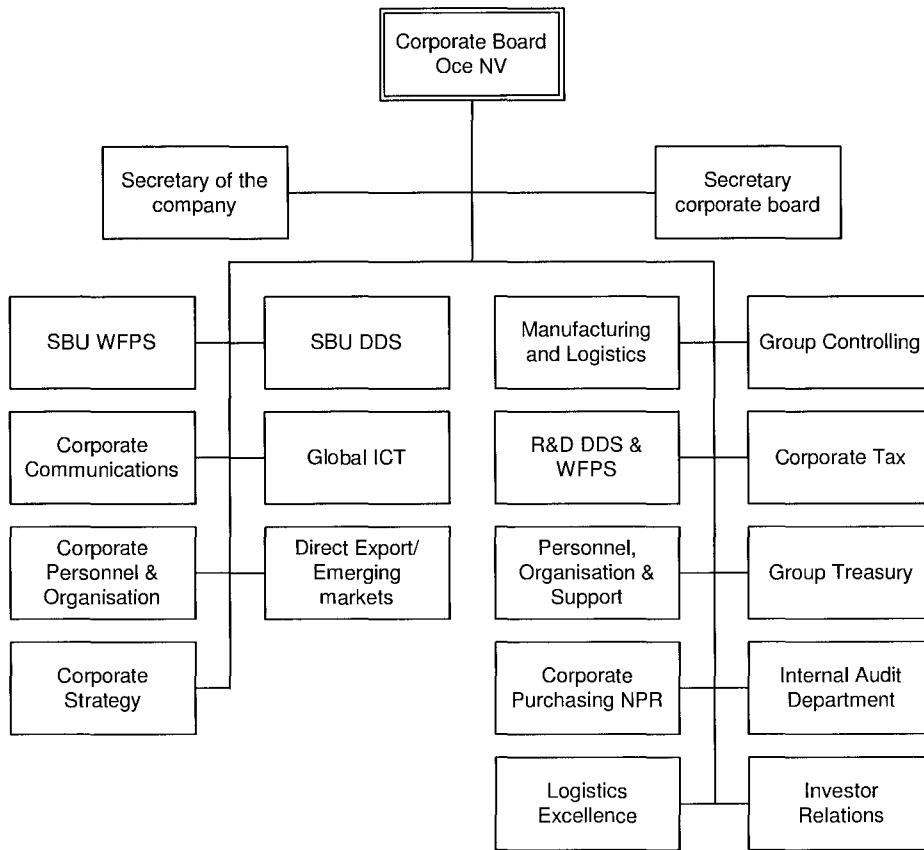 Corporate Board
Oce NV
Secretary of the
company
Secretary
corporate board
SBU WFPS
SBU DDS
Manufacturing
and Logistics
Group Controlling
Corporate
Communications
Global ICT
R&D DDS &
WFPS
Corporate Tax
Corporate
Personnel &
Organisation
Direct Export/
Emerging
markets
Personnel,
Organisation &
Support
Group Treasury
Corporate
Strategy
Corporate
Purchasing NPR
Internal Audit
Department
Logistics
Excellence
Investor
Relations